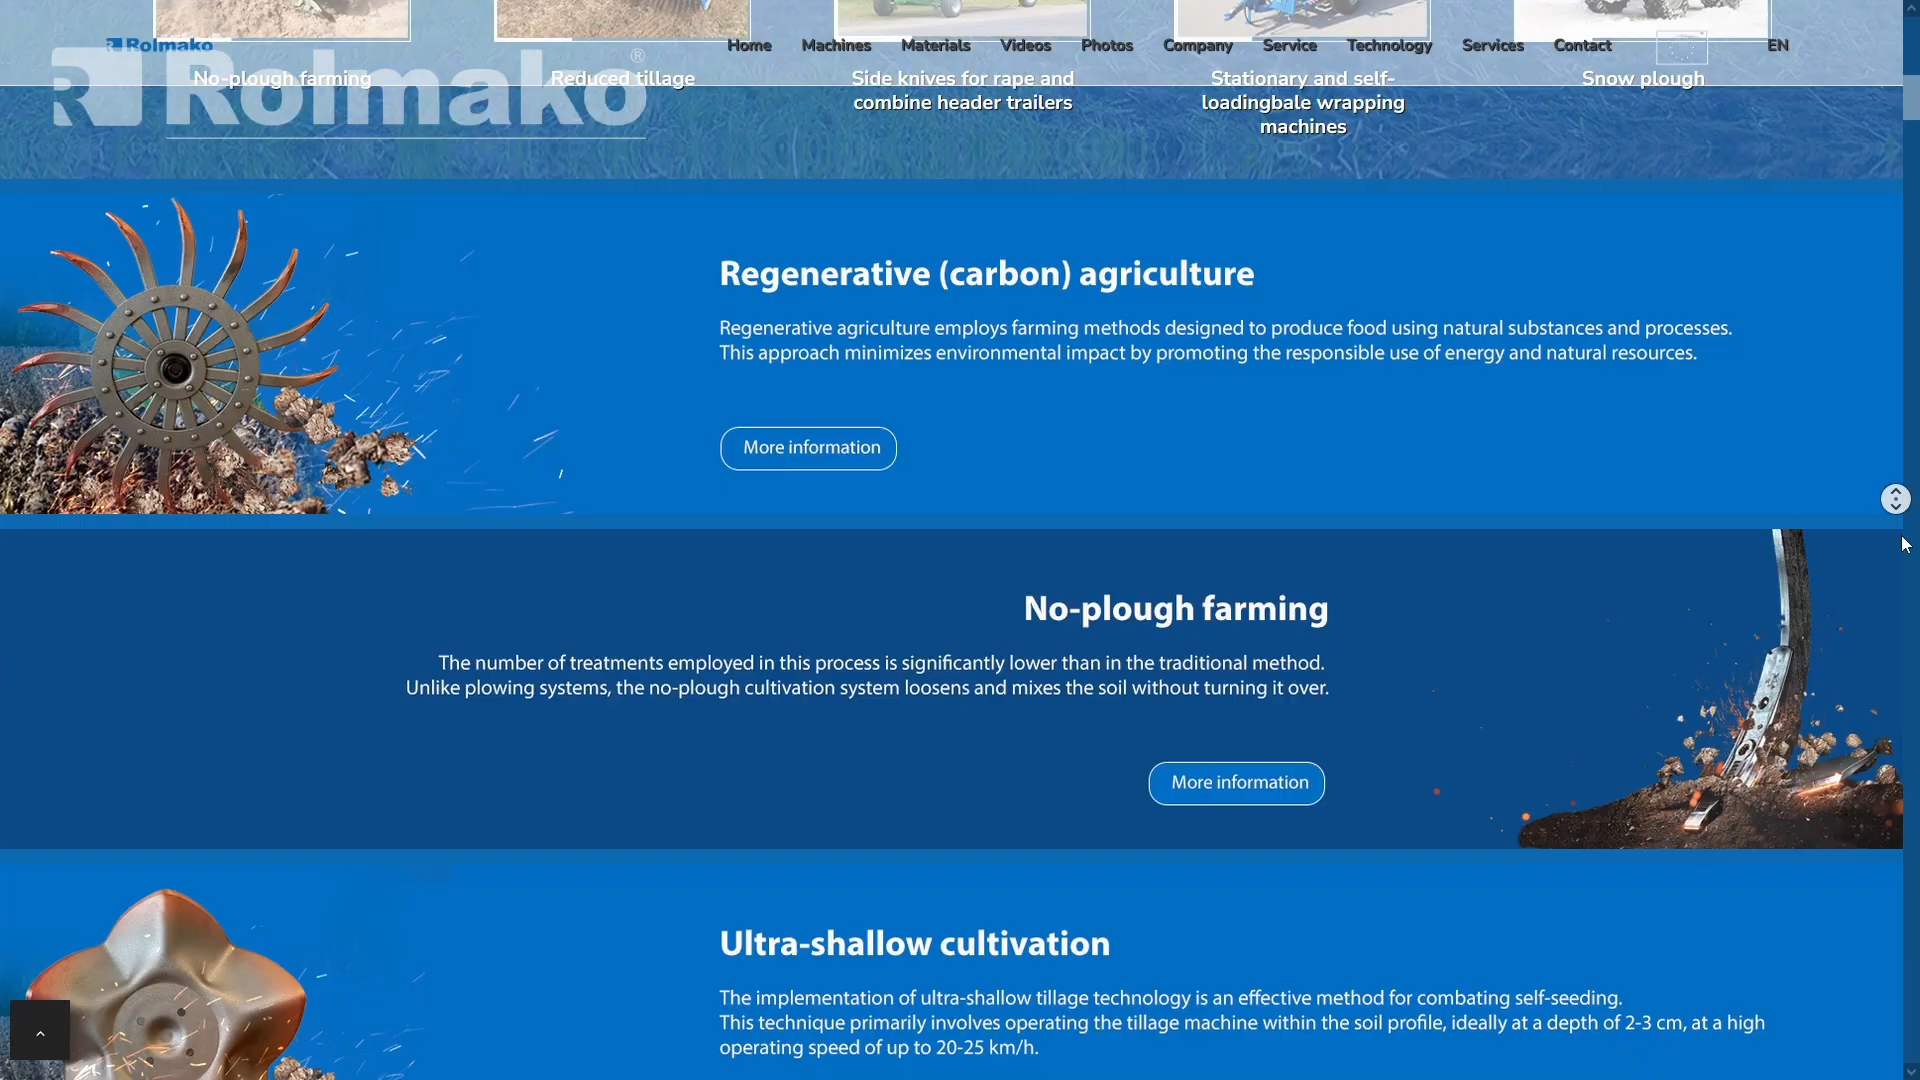 Rolmako
Home
Machines
Materials
Videos
Photos
Company
Service
Technology
Services
Contact
EN
Rolmako®
No-plough farming
Reduced tillage
Side knives for rape and
combine header trailers
Stationary and self-
loadingbale wrapping
machines
Snow plough
Regenerative (carbon) agriculture
Regenerative agriculture employs farming methods designed to produce food using natural substances and processes.
This approach minimizes environmental impact by promoting the responsible use of energy and natural resources.
More information
No-plough farming
The number of treatments employed in this process is significantly lower than in the traditional method.
Unlike plowing systems, the no-plough cultivation system loosens and mixes the soil without turning it over.
More information
Ultra-shallow cultivation
The implementation of ultra-shallow tillage technology is an effective method for combating self-seeding.
This technique primarily involves operating the tillage machine within the soil profile, ideally at a depth of 2-3 cm, at a high
operating speed of up to 20-25 km/h.